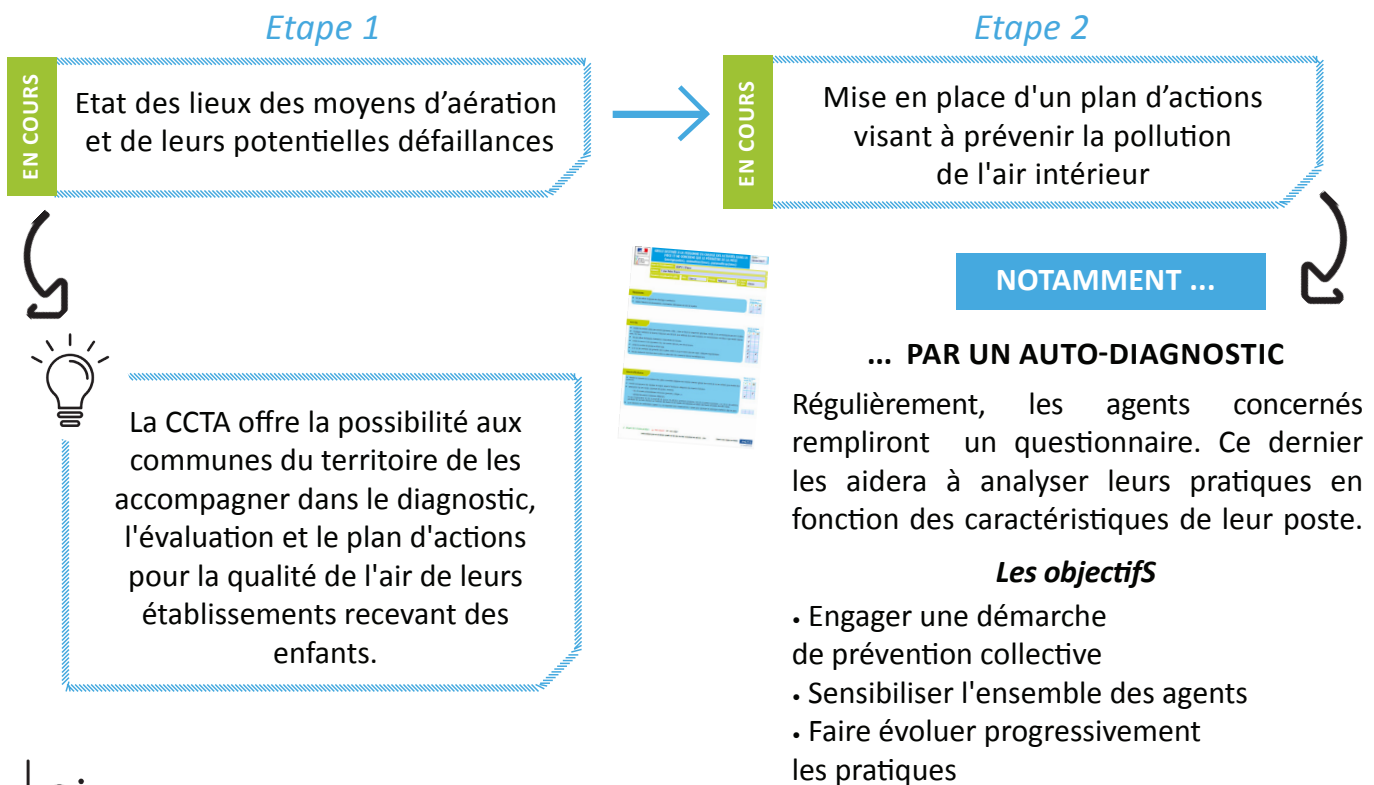 Etape 1
EN COURS
Etat des lieux des moyens d'aération
et de leurs potentielles défaillances
Etape 2
EN COURS
Mise en place d'un plan d'actions
visant à prévenir la pollution
de l'air intérieur
La CCTA offre la possibilité aux
communes du territoire de les
accompagner dans le diagnostic,
l'évaluation et le plan d'actions
pour la qualité de l'air de leurs
établissements recevant des
enfants.
NOTAMMENT ...
... PAR UN AUTO-DIAGNOSTIC
Régulièrement, les agents concernés
rempliront un questionnaire. Ce dernier
les aidera à analyser leurs pratiques en
fonction des caractéristiques de leur poste.
Les objectifS
• Engager une démarche
de prévention collective
• Sensibiliser l'ensemble des agents
• Faire évoluer progressivement
les pratiques